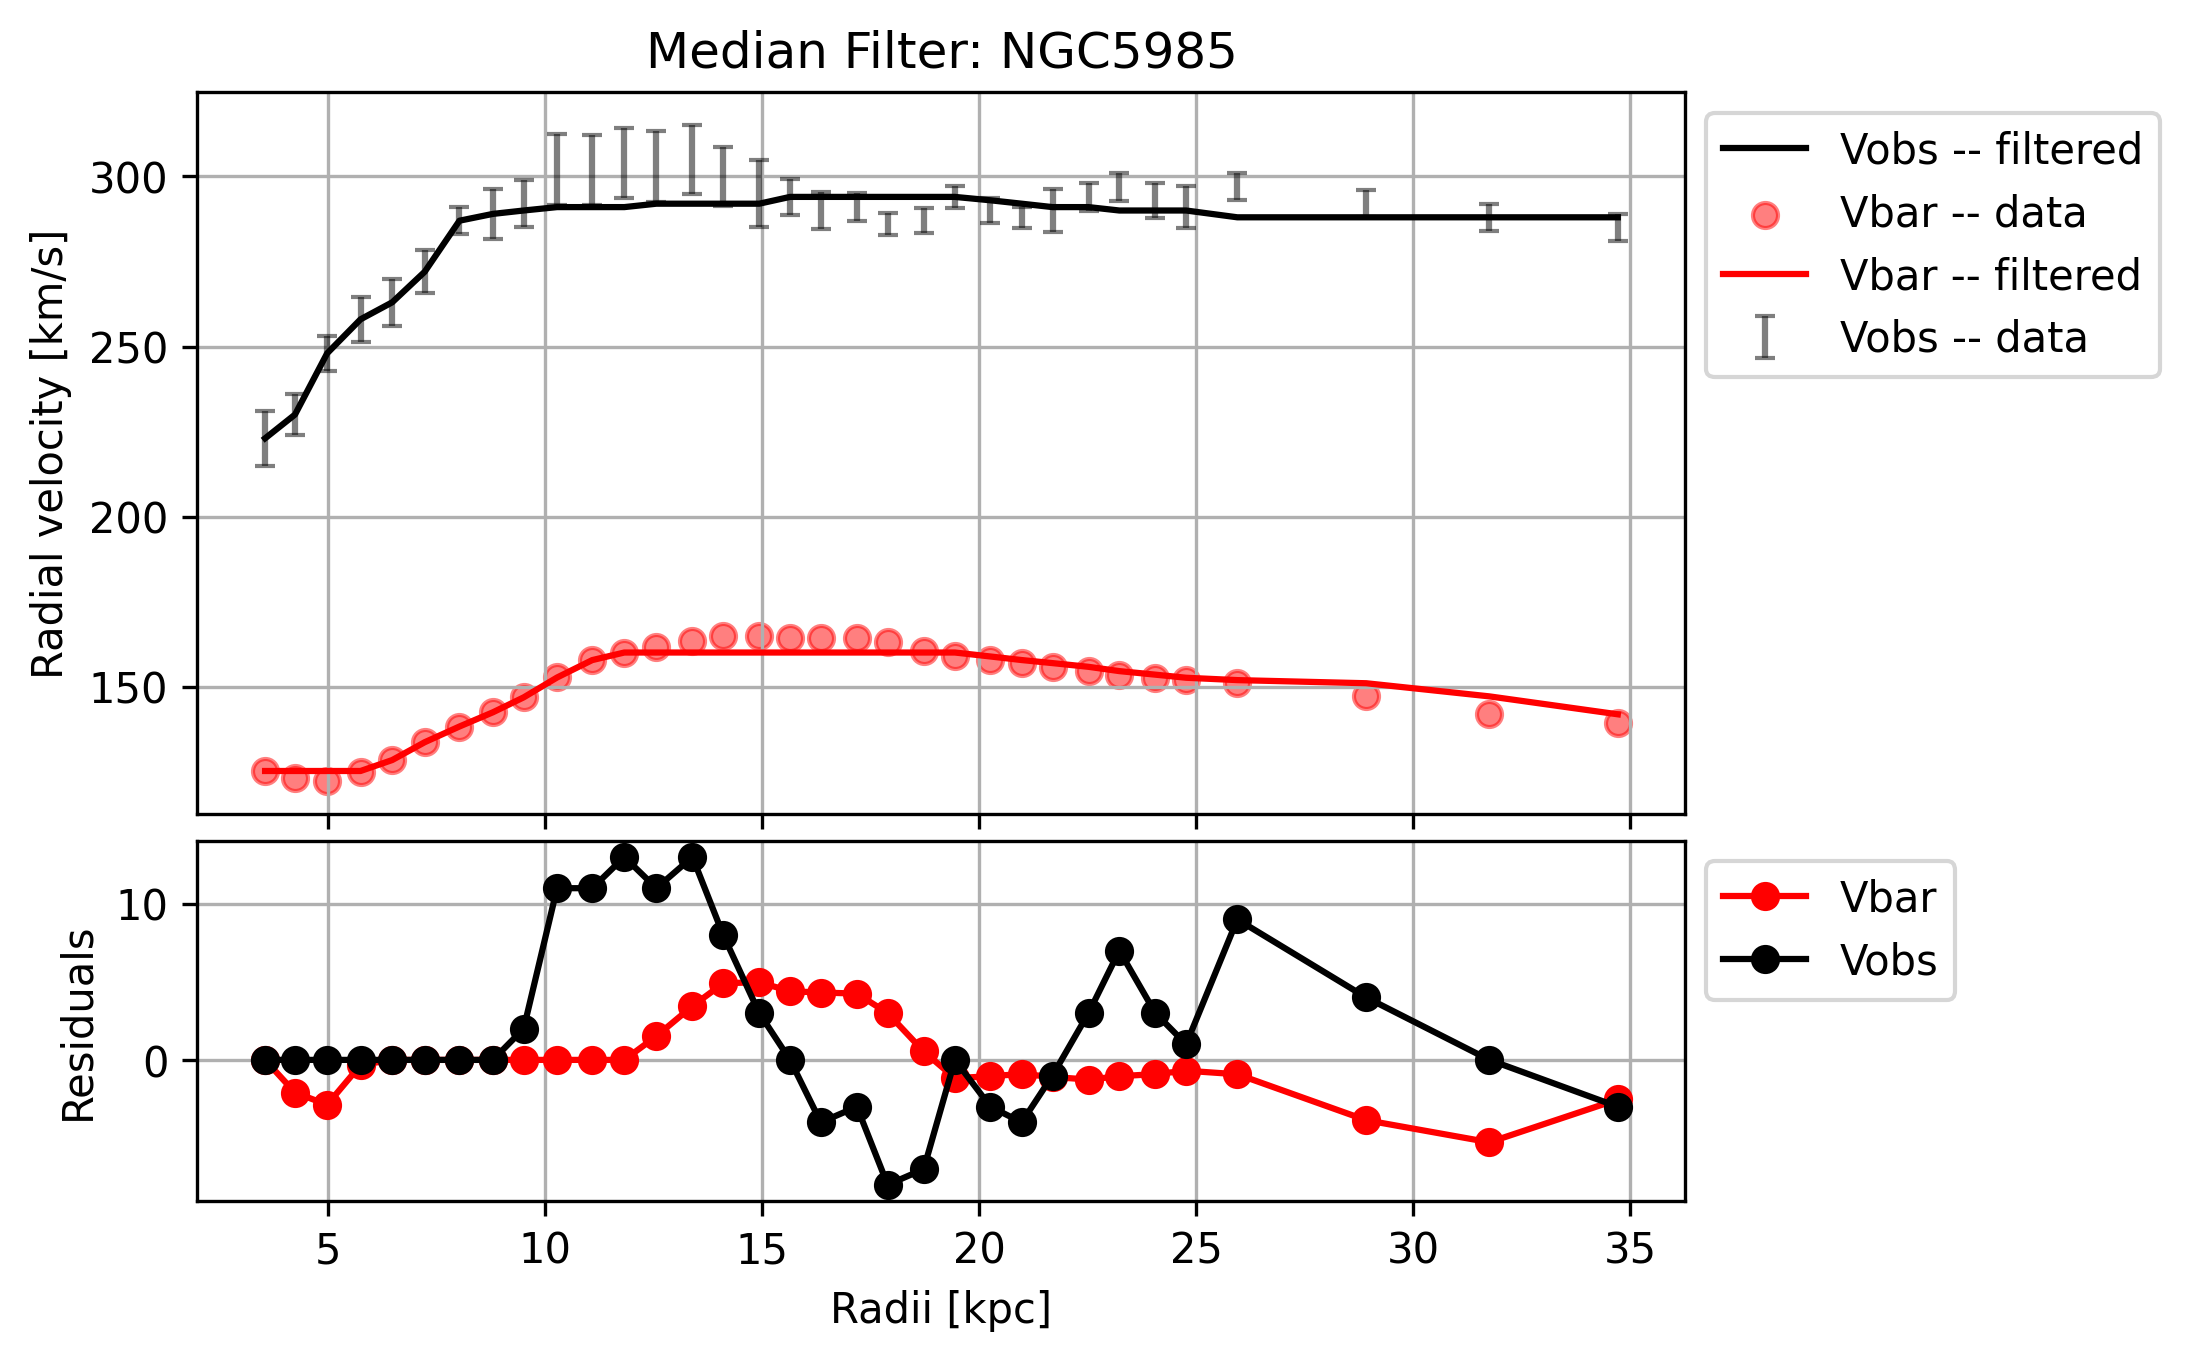 Median Filter: NGC5985
Radial velocity [km/s]
300
250
200
150
Vobs -- filtered
Vbar -- data
Vbar -- filtered
Vobs -- data
Residuals
10
0
Vbar
Vobs
5 10 15 20 25 30 35
Radii [kpc]